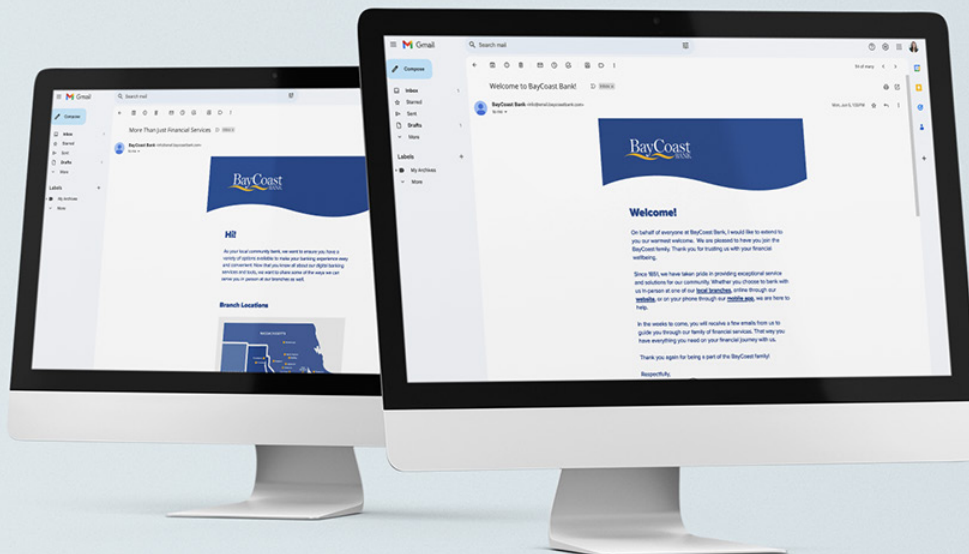 Gmail
Search mail
Compose
More Than Just Financial Services
Inbox
Starred
Sent
Drafts
More
BayCoast Bank
to me
Labels
My Archives
More
BayCoast
BANK
Hi!
As your local community bank, we want to ensure you have a
variety of options available to make your banking experience easy
and convenient. Now that you know all about our digital banking
services and tools, we want to share some of the ways we can
serve you in person at our branches as well.
Branch Locations
MASSACHUSETTS
Gmail
Search mail
Compose
Welcome to BayCoast Bank!
Inbox
Starred
Sent
Drafts
More
BayCoast Bank
to me
Labels
My Archives
More
BayCoast
BANK
Welcome!
On behalf of everyone at BayCoast Bank, I would like to extend to
you our warmest welcome. We are pleased to have you join the
BayCoast family. Thank you for trusting us with your financial
wellbeing.
Since 1851, we have taken pride in providing exceptional service
and solutions for our community. Whether you choose to bank with
us in person at one of our local branches, online through our
website, or on your phone through our mobile app, we are here to
help.
In the weeks to come, you will receive a few emails from us to
guide you through our family of financial services. That way you
have everything you need on your financial journey with us.
Thank you again for being a part of the BayCoast family!
Respectfully,